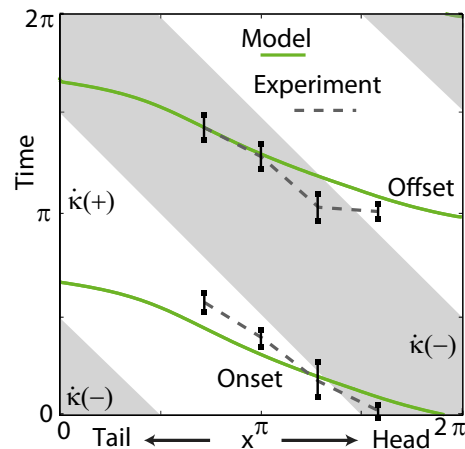 2π
Model
Experiment
Time
Offset
κ̇(+)
π
κ̇(-)
Onset
κ̇(-)
0
0
π
2π
Tail
x
Head